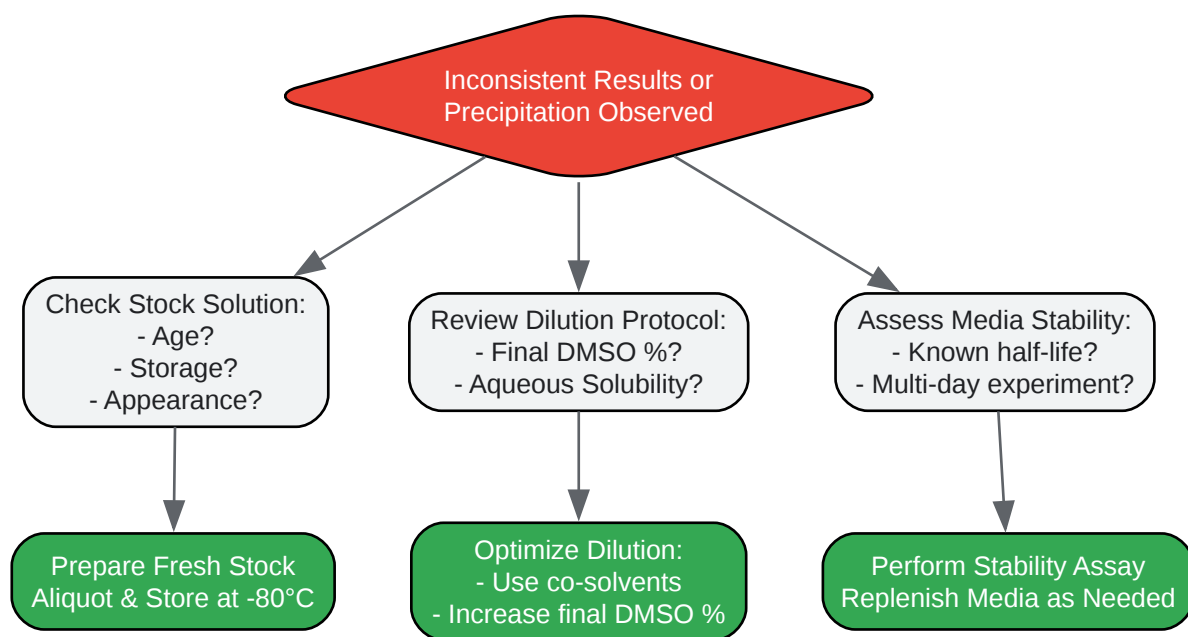 Inconsistent Results or
Precipitation Observed
Check Stock Solution:
- Age?
- Storage?
- Appearance?
Review Dilution Protocol:
- Final DMSO %?
- Aqueous Solubility?
Assess Media Stability:
- Known half-life?
- Multi-day experiment?
Prepare Fresh Stock
Aliquot & Store at -80°C
Optimize Dilution:
- Use co-solvents
- Increase final DMSO %
Perform Stability Assay
Replenish Media as Needed